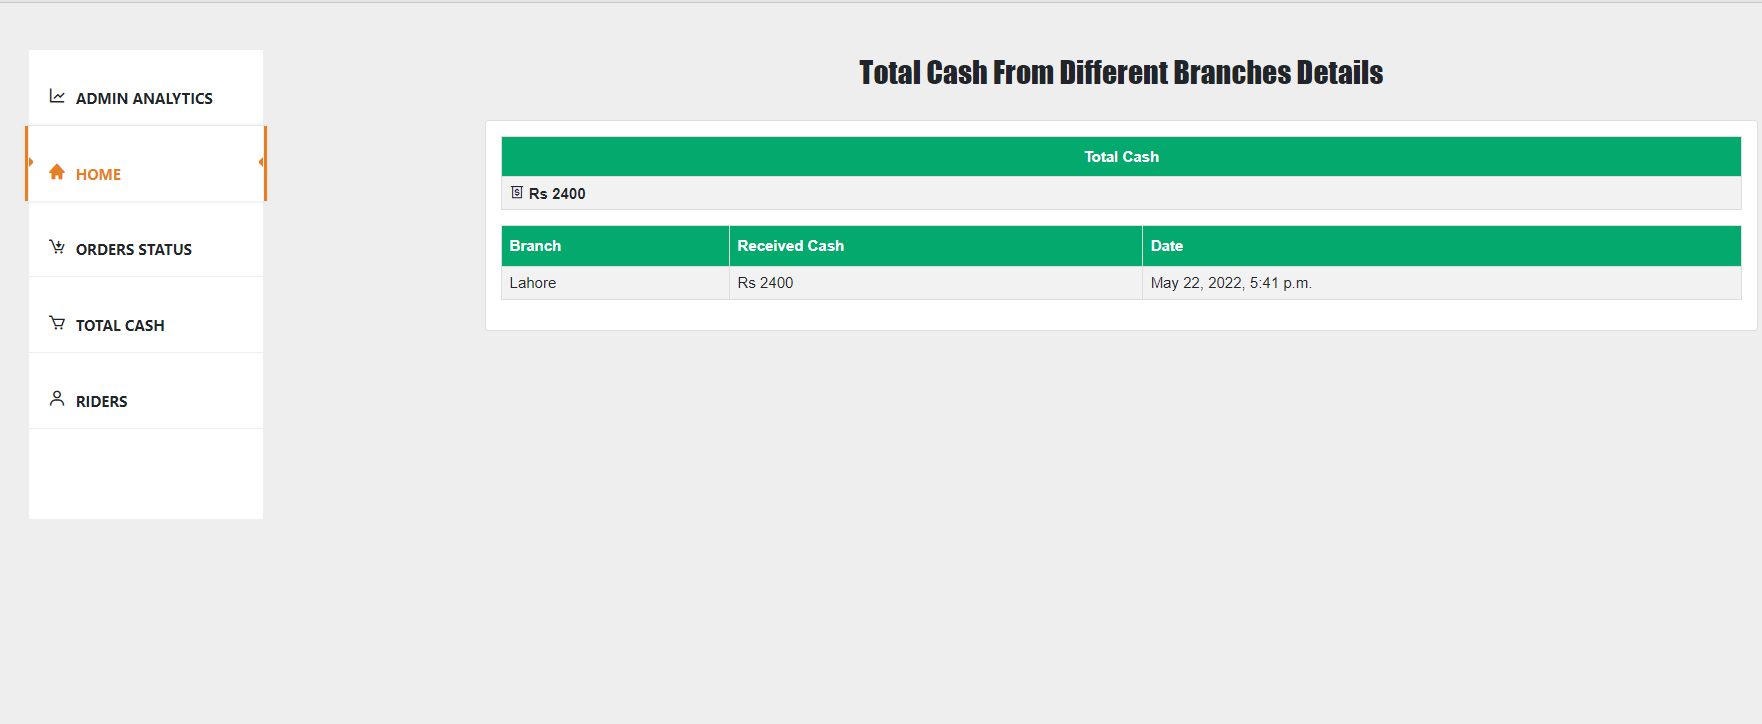 ADMIN ANALYTICS
HOME
ORDERS STATUS
TOTAL CASH
RIDERS
Total Cash From Different Branches Details
Total Cash
Rs 2400
Branch Received Cash Date
Lahore Rs 2400 May 22, 2022, 5:41 p.m.